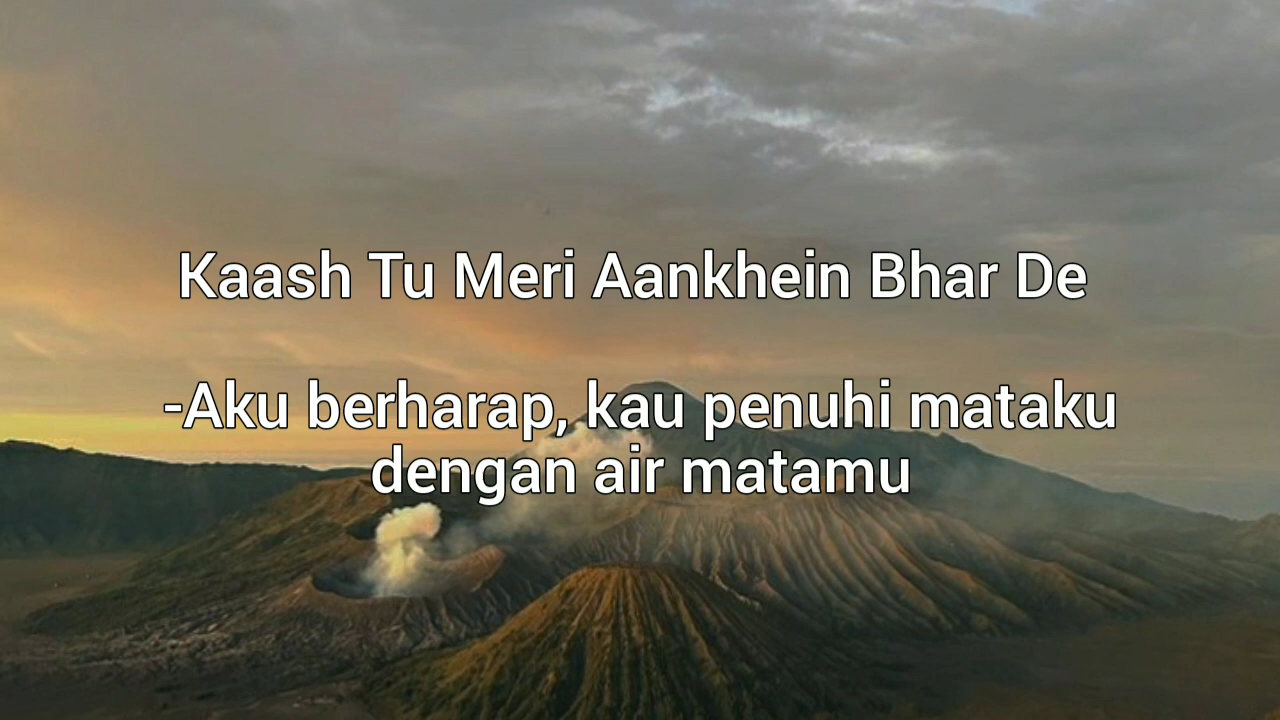 Kaash Tu Meri Aankhein Bhar De
-Aku berharap, kau penuhi mataku
dengan air matamu